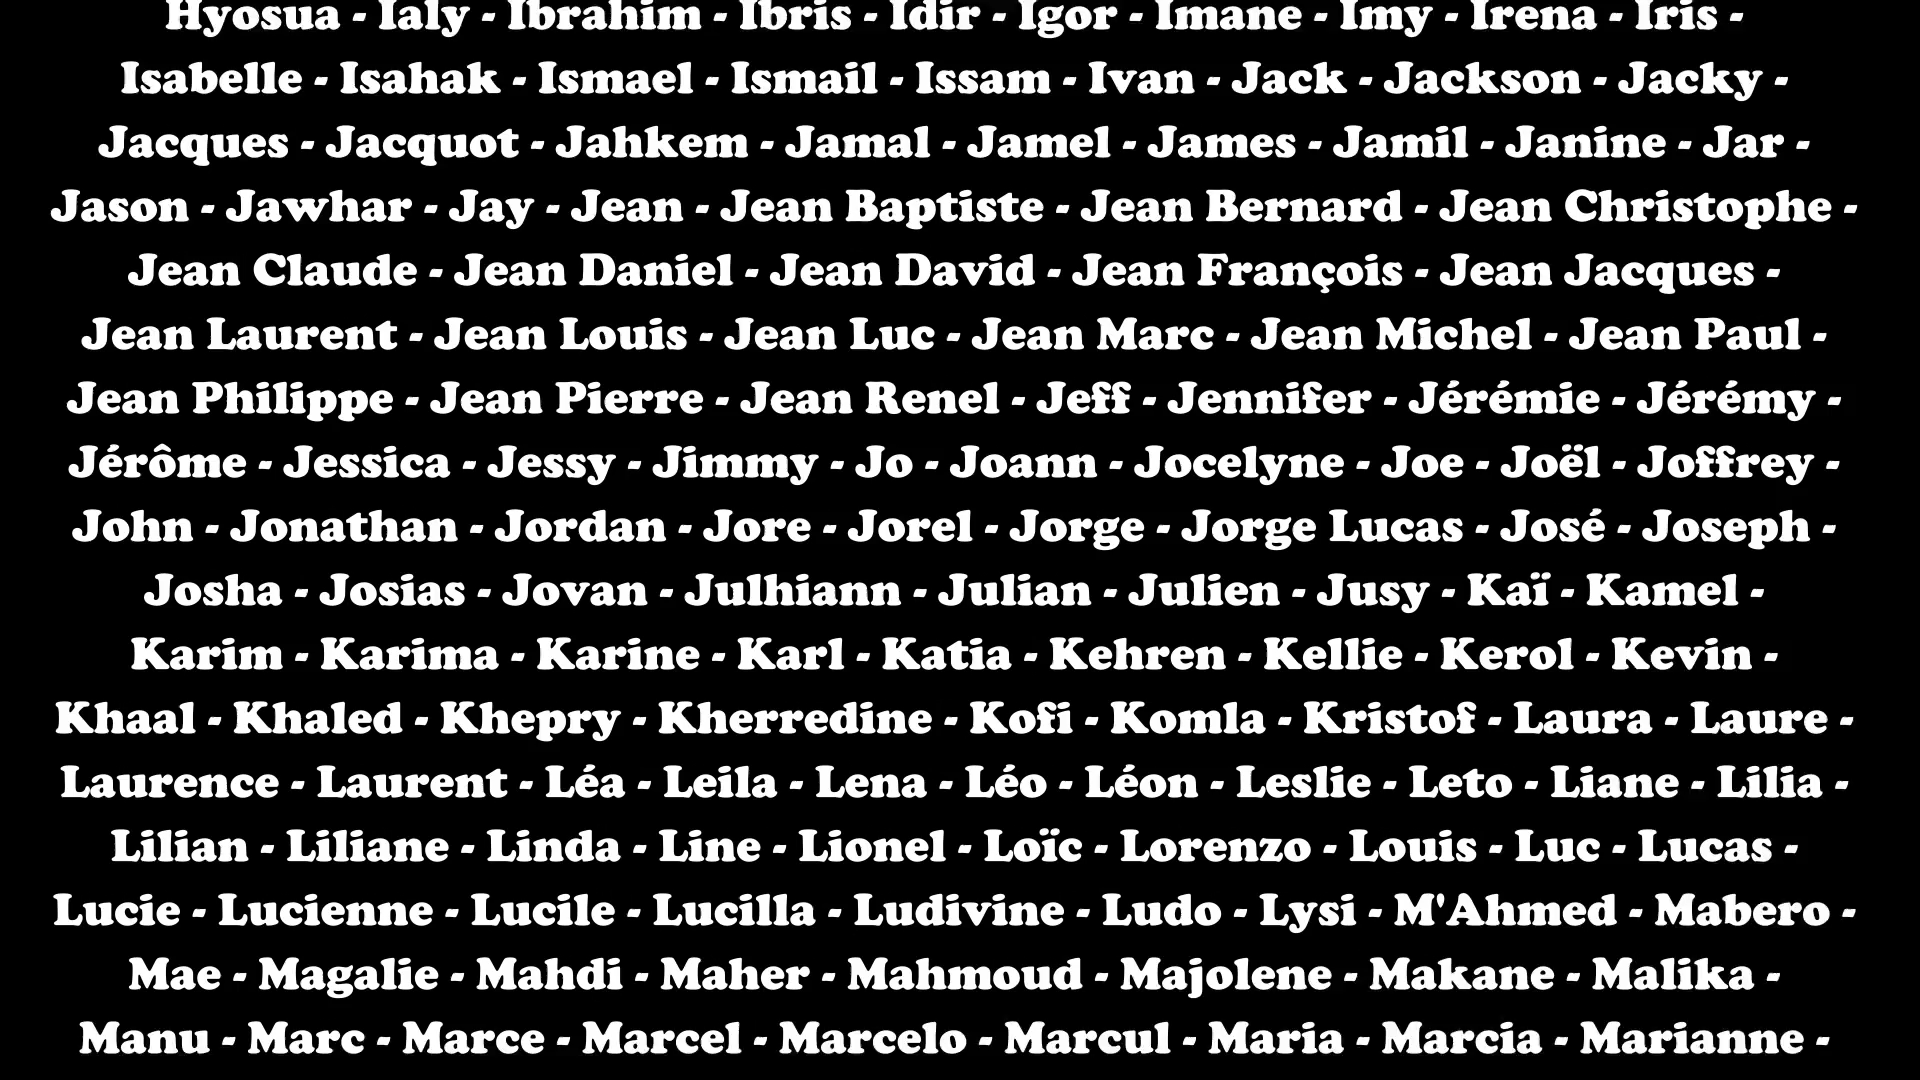 Hyosua - Ialy - Ibrahim - Ibris - Idir - Igor - Imane - Imy - Irena - Iris -
Isabelle - Isahak - Ismael - Ismail - Issam - Ivan - Jack - Jackson - Jacky -
Jacques - Jacquot - Jahkem - Jamal - Jamel - James - Jamil - Janine - Jar -
Jason - Jawhar - Jay - Jean - Jean Baptiste - Jean Bernard - Jean Christophe -
Jean Claude - Jean Daniel - Jean David - Jean François - Jean Jacques -
Jean Laurent - Jean Louis - Jean Luc - Jean Marc - Jean Michel - Jean Paul -
Jean Philippe - Jean Pierre - Jean Renel - Jeff - Jennifer - Jérémie - Jérémy -
Jérôme - Jessica - Jessy - Jimmy - Jo - Joann - Jocelyne - Joe - Joël - Joffrey -
John - Jonathan - Jordan - Jore - Jorel - Jorge - Jorge Lucas - José - Joseph -
Josha - Josias - Jovan - Julhiann - Julian - Julien - Jusy - Kaï - Kamel -
Karim - Karima - Karine - Karl - Katia - Kehren - Kellie - Kerol - Kevin -
Khaal - Khaled - Khepry - Kherredine - Kofi - Komla - Kristof - Laura - Laure -
Laurence - Laurent - Léa - Leila - Lena - Léo - Léon - Leslie - Leto - Liane - Lilia -
Lilian - Liliane - Linda - Line - Lionel - Loïc - Lorenzo - Louis - Luc - Lucas -
Lucie - Lucienne - Lucile - Lucilla - Ludivine - Ludo - Lysi - M'Ahmed - Mabero -
Mae - Magalie - Mahdi - Maher - Mahmoud - Majolene - Makane - Malika -
Manu - Marc - Marce - Marcel - Marcelo - Marcul - Maria - Marcia - Marianne -